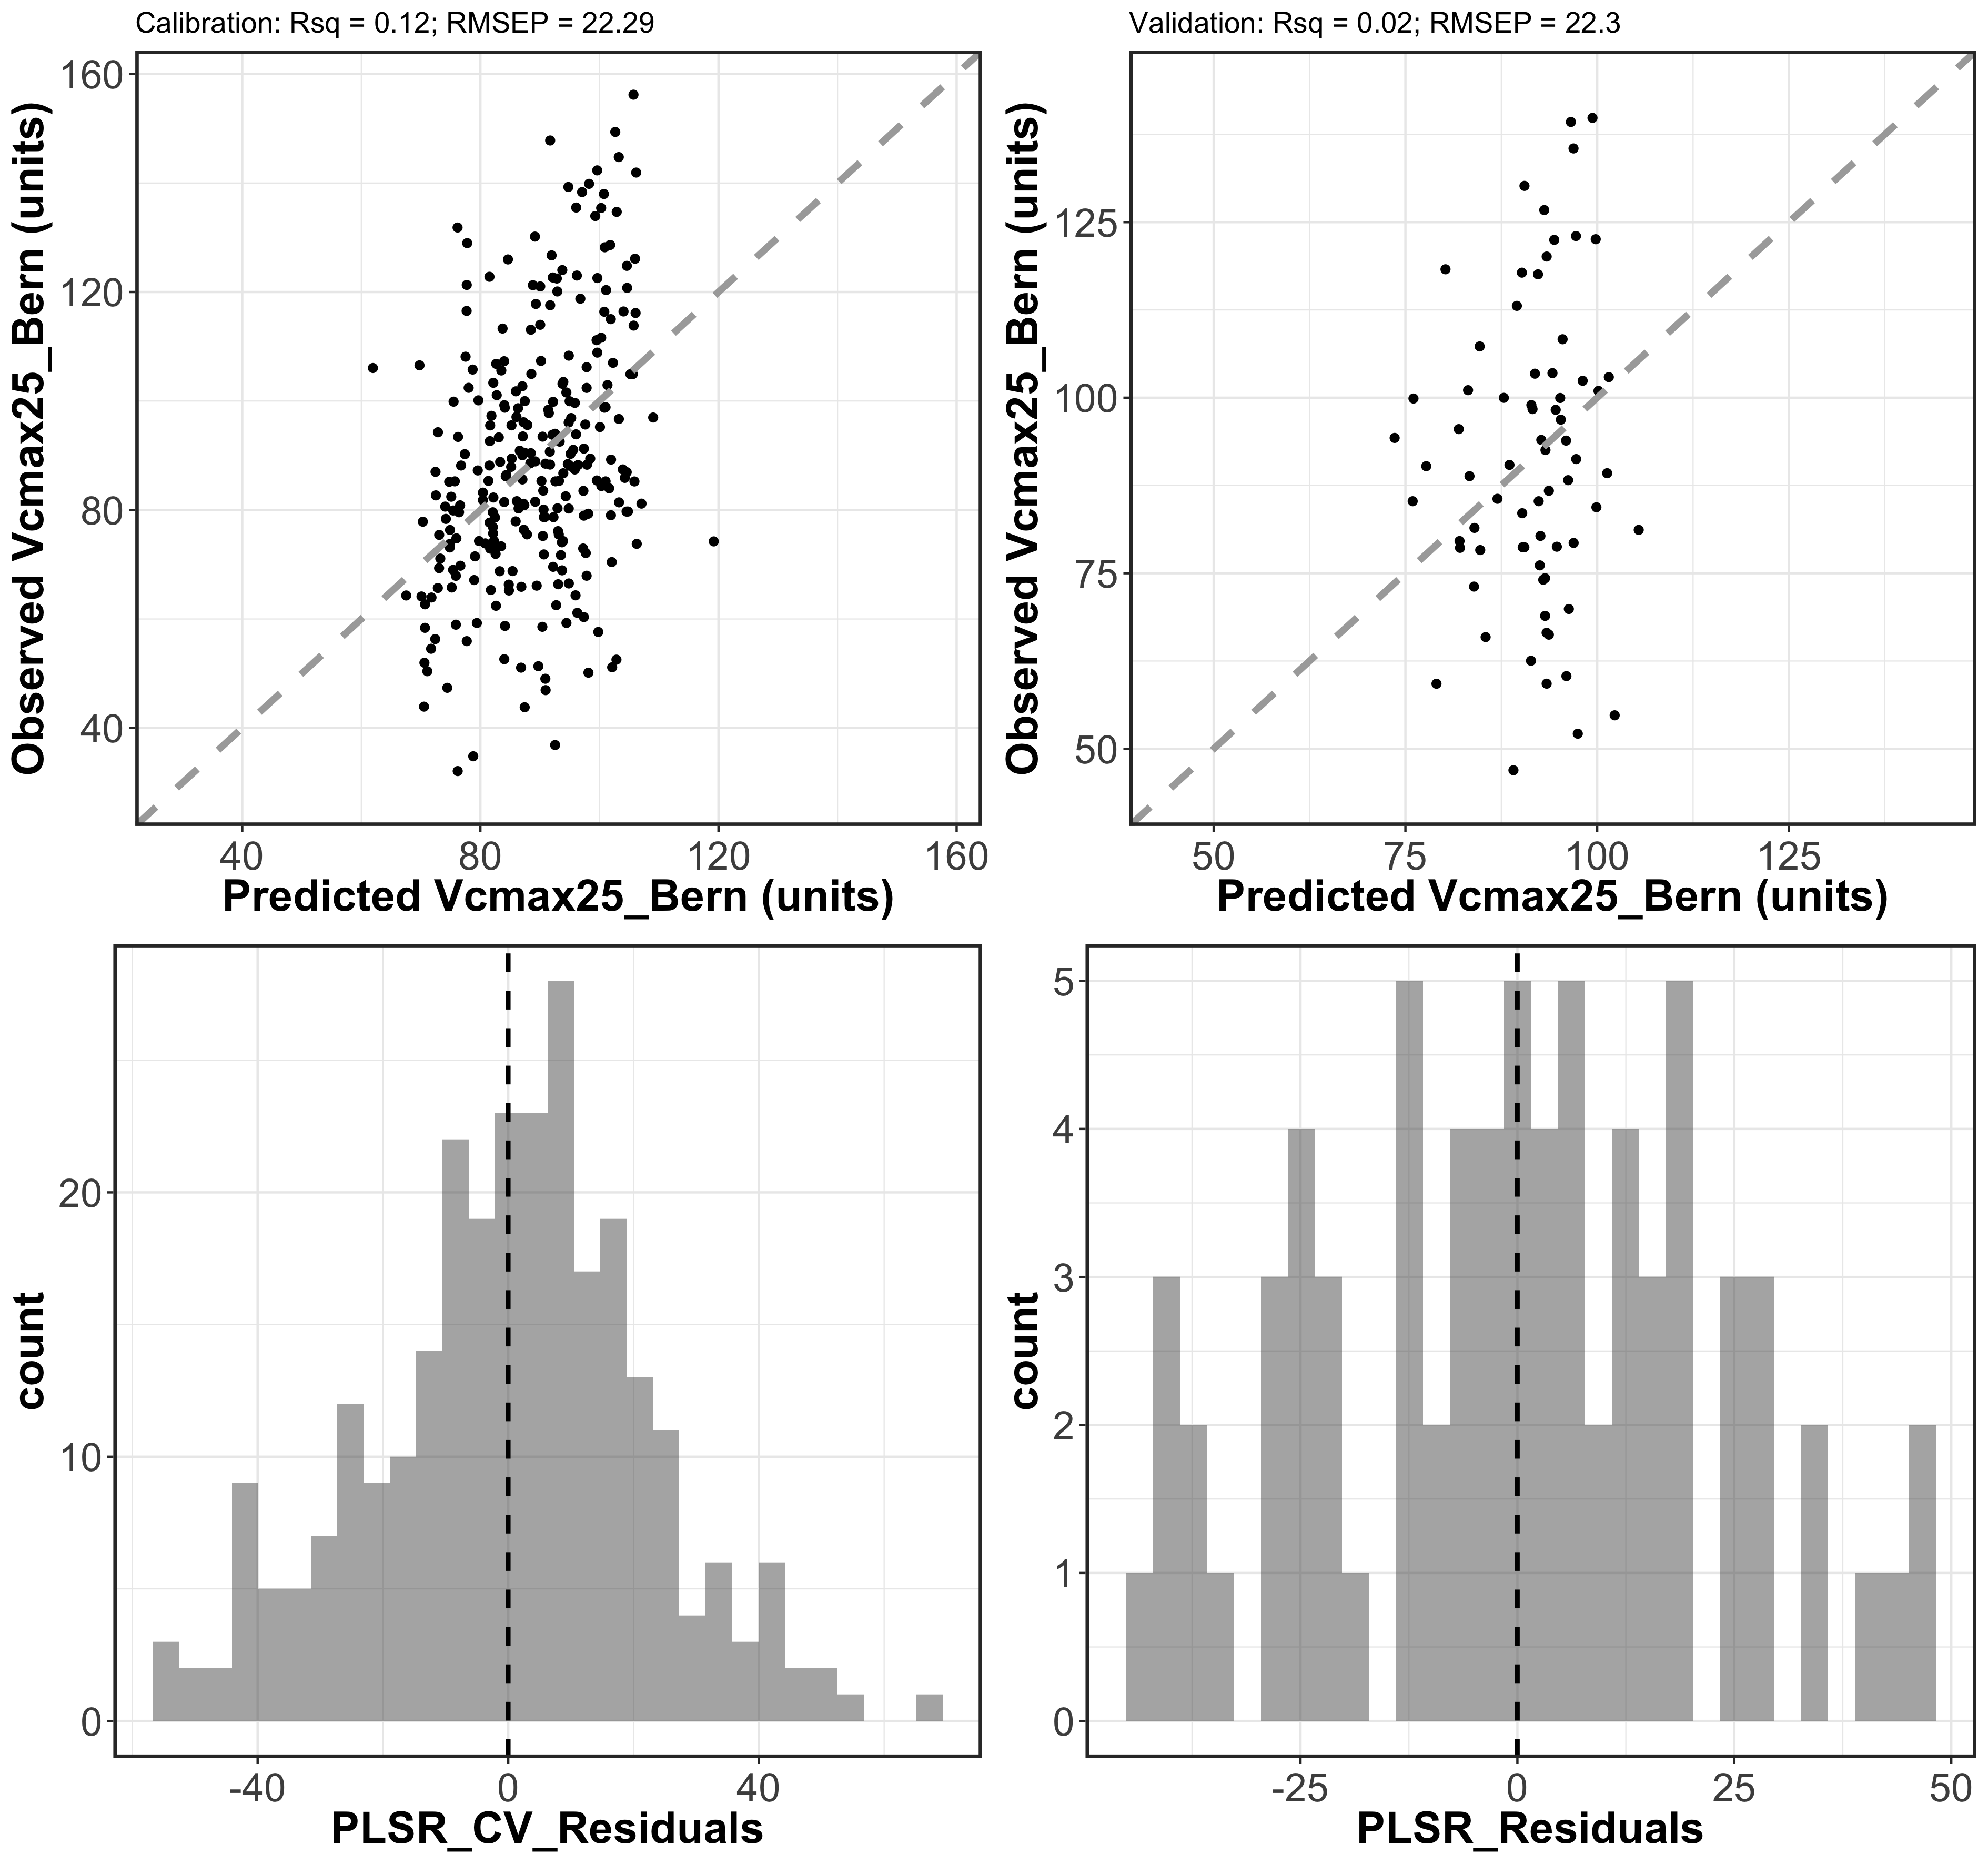 Calibration: Rsq = 0.12; RMSEP = 22.29
Observed Vcmax25_Bern (units)
160
120
80
40
40 80 120 160
Predicted Vcmax25_Bern (units)
Validation: Rsq = 0.02; RMSEP = 22.3
Observed Vcmax25_Bern (units)
125
100
75
50
50 75 100 125
Predicted Vcmax25_Bern (units)
count
20
10
0
-40 0 40
PLSR_CV_Residuals
count
5
4
3
2
1
0
-25 0 25 50
PLSR_Residuals